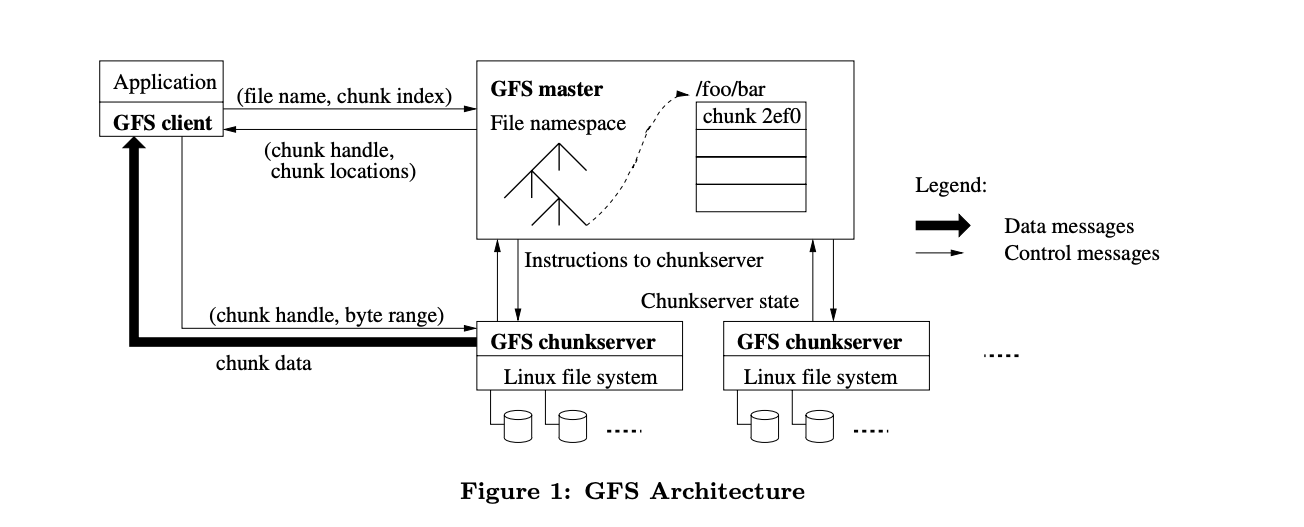 Application
GFS client
(file name, chunk index)
(chunk handle,
chunk locations)
GFS master
File namespace
/foo/bar
chunk 2ef0
Legend:
Data messages
Control messages
Instructions to chunkserver
Chunkserver state
(chunk handle, byte range)
chunk data
GFS chunkserver
Linux file system
GFS chunkserver
Linux file system
Figure 1: GFS Architecture